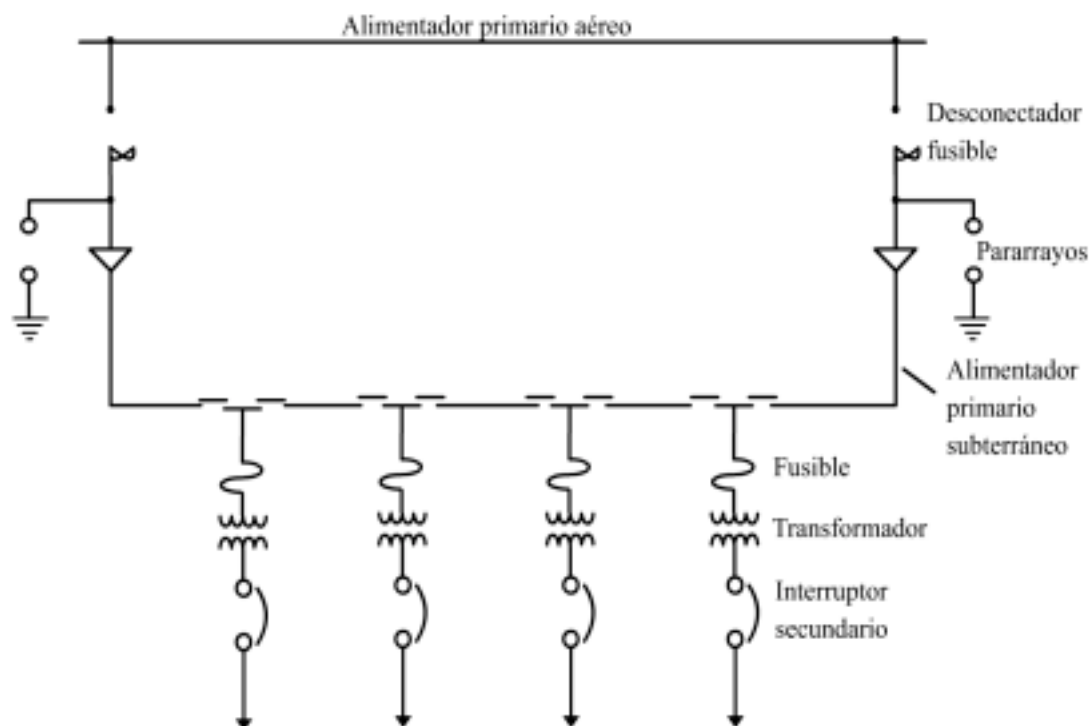 Alimentador primario aéreo
Desconectador
fusible
Pararrayos
Alimentador
primario
subterráneo
Fusible
Transformador
Interruptor
secundario